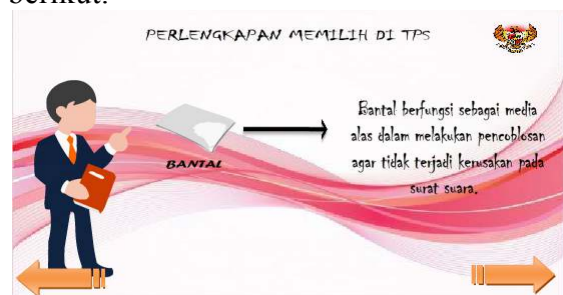 berikut.
PERLENGKAPAN MEMILIH DI TPS
Bantal berfungsi sebagai media
alas dalam melakukan pencoblosan
agar tidak terjadi kerusakan pada
surat suara.
BANTAL